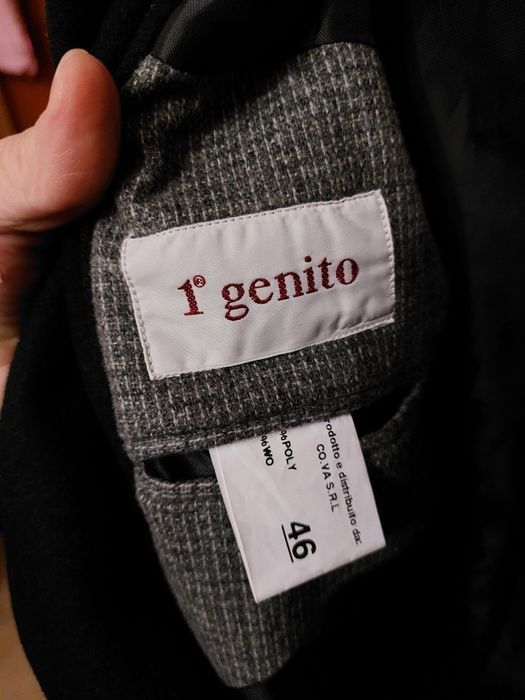 1° genito
rodotto e distribuito da:
CO.VA S.R.L
%POLY
%WO
46